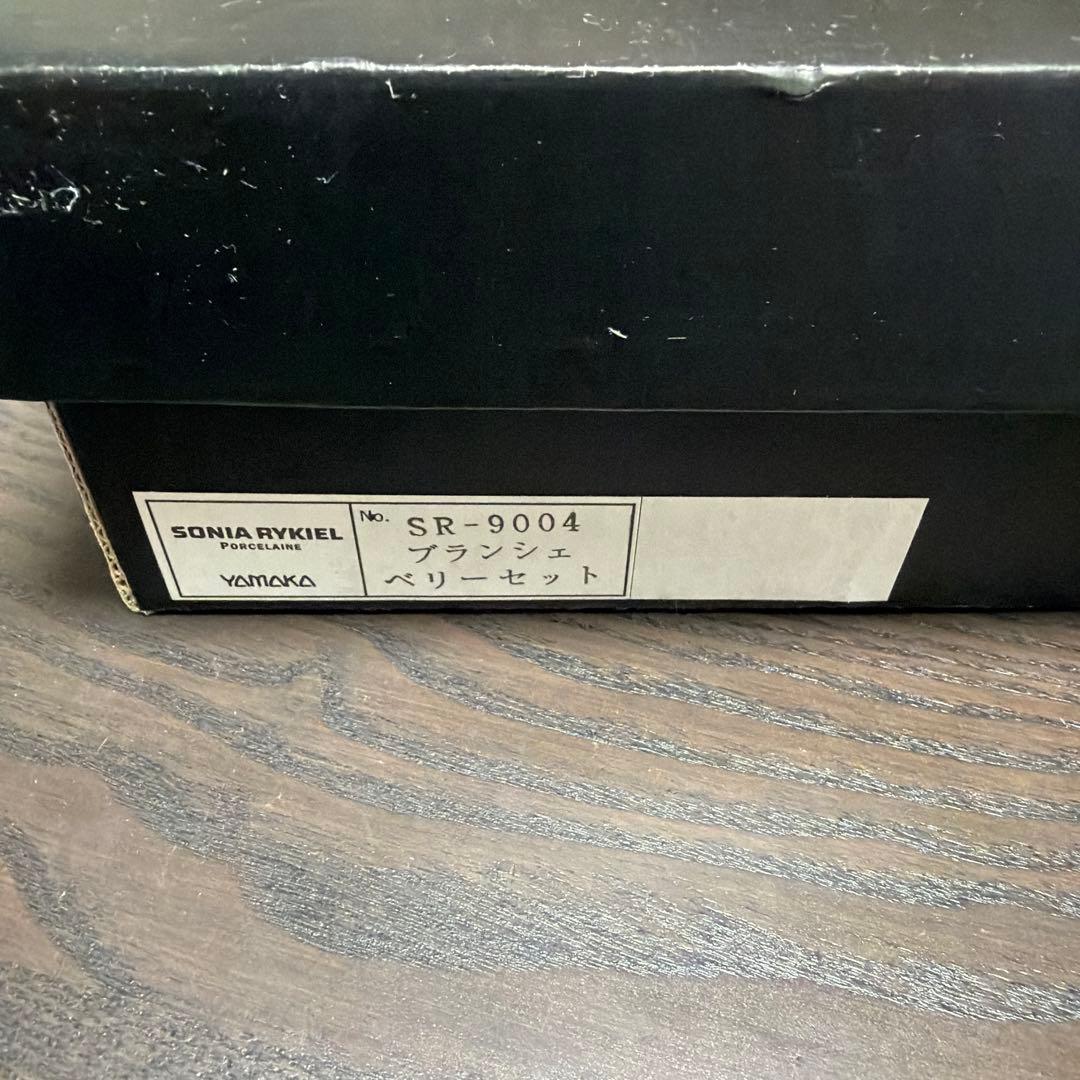 SONIA RYKIEL
PORCELAINE
YAMAKA
No. SR-9004
ブランシェ
ベリーセット